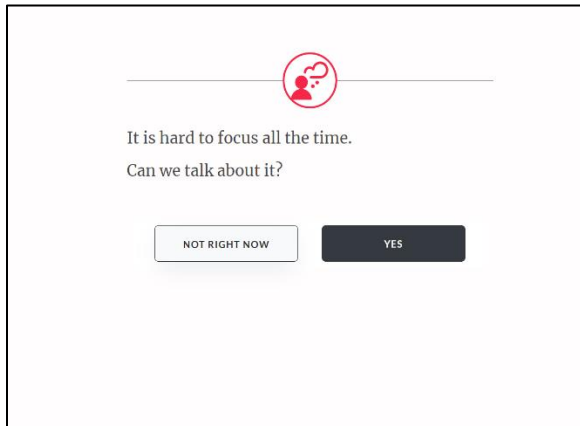 It is hard to focus all the time.
Can we talk about it?
NOT RIGHT NOW
YES